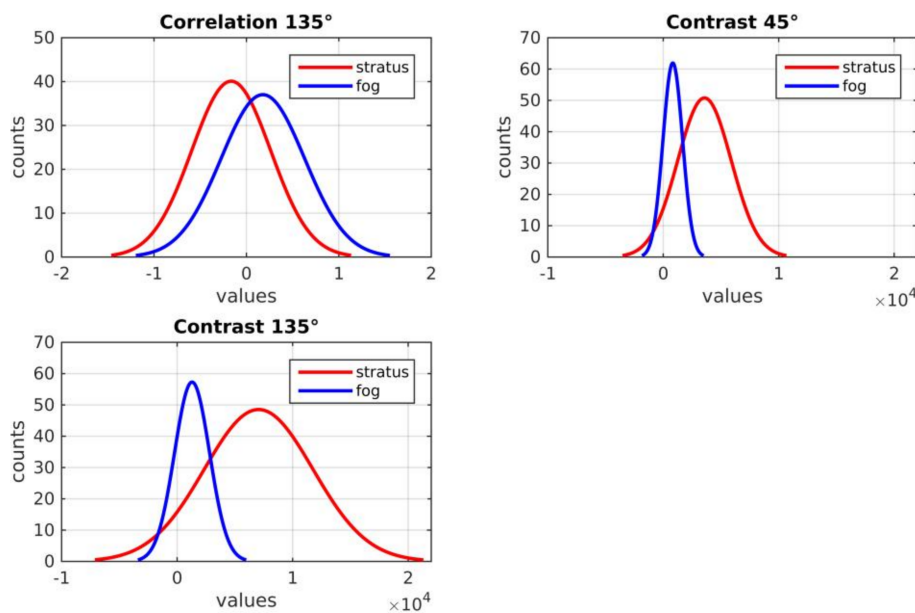 Correlation 135°
50
40
30
20
10
0
counts
-2 -1 0 1 2
values
stratus
fog
Contrast 45°
70
60
50
40
30
20
10
0
counts
-1 0 1 2
values
×10⁴
stratus
fog
Contrast 135°
70
60
50
40
30
20
10
0
counts
-1 0 1 2
values
×10⁴
stratus
fog